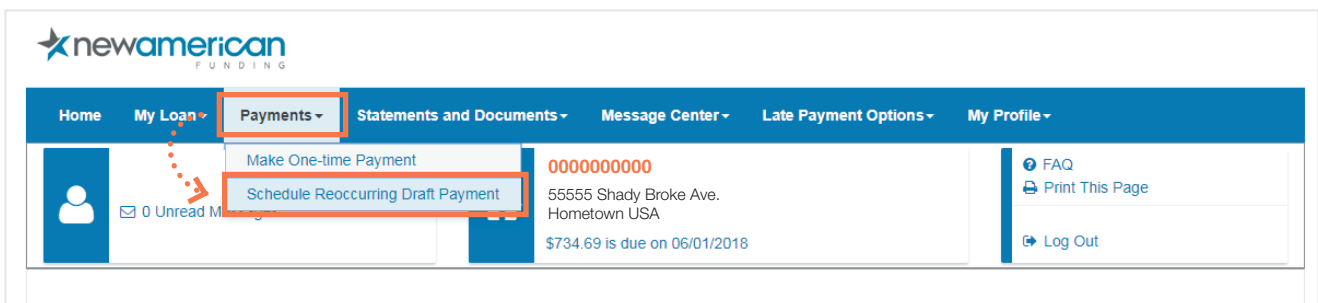 newamerican
FUNDING
Home My Loan Payments Statements and Documents Message Center Late Payment Options My Profile
Make One-time Payment
Schedule Reoccurring Draft Payment
0 Unread
0000000000
55555 Shady Broke Ave.
Hometown USA
$734.69 is due on 06/01/2018
FAQ
Print This Page
Log Out